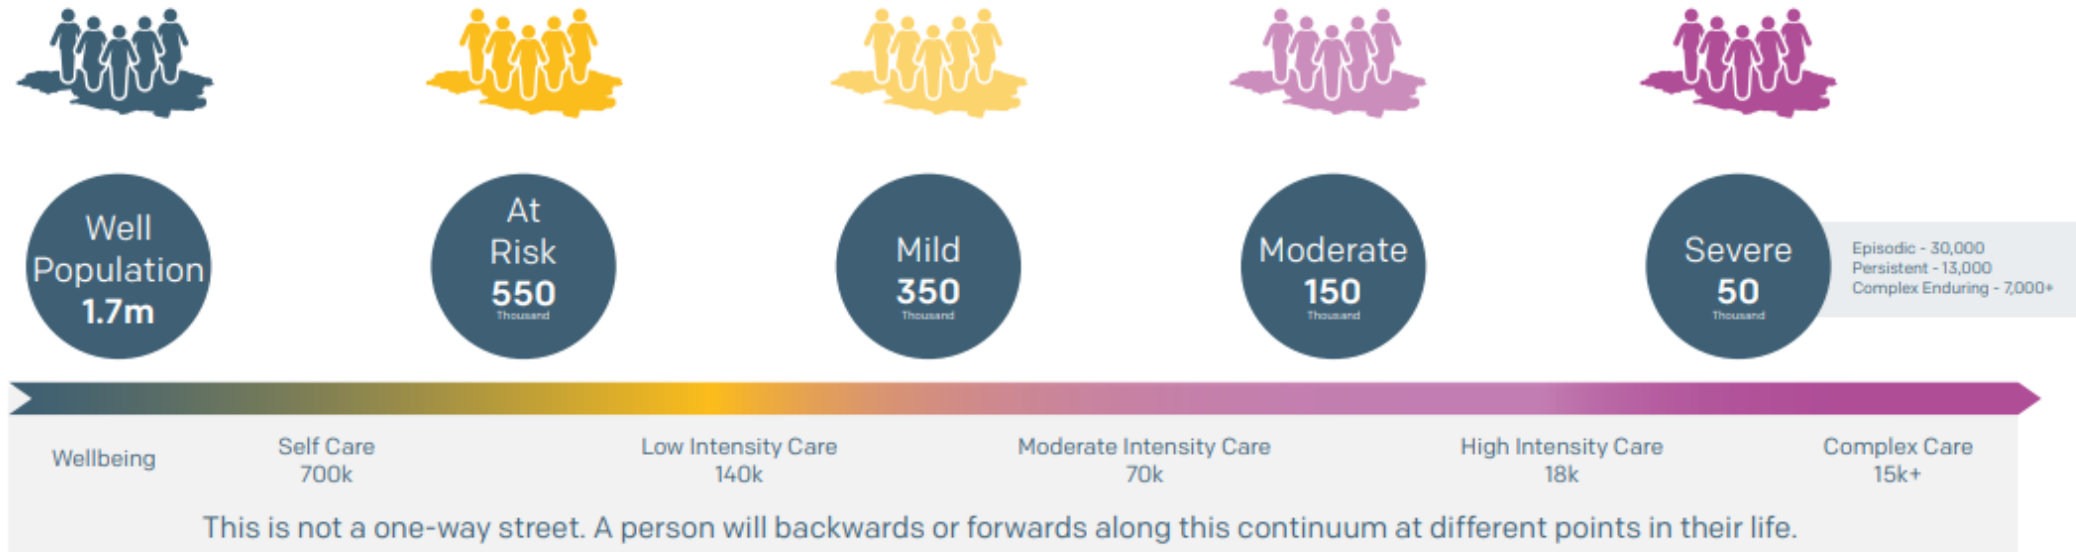 Well
Population
1.7m
At
Risk
550
Thousand
Mild
350
Thousand
Moderate
150
Thousand
Severe
50
Thousand
Episodic - 30,000
Persistent - 13,000
Complex Enduring - 7,000+
Wellbeing
Self Care
700k
Low Intensity Care
140k
Moderate Intensity Care
70k
High Intensity Care
18k
Complex Care
15k+
This is not a one-way street. A person will backwards or forwards along this continuum at different points in their life.